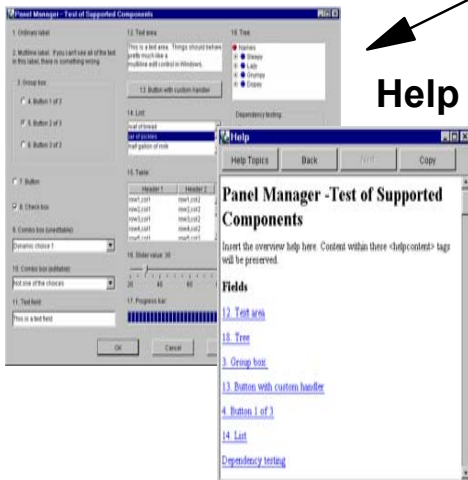 Panel Manager - Test of Supported Components
1. Ordinary label
2. Multiline label. If you can't see all of the text
in this label, there is something wrong.
3. Group box
4. Button 1 of 3
5. Button 2 of 3
6. Button 2 of 3
7. Button
8. Check box
9. Combo box (uneditable)
Dynamic choice 1
10. Combo box (editable)
Not one of the choices
11. Text field
This is a text field
12. Text area
This is a text area. Things should behave
pretty much like a
multiline edit control in Windows.
13. Button with custom handler
14. List
loaf of bread
jar of pickles
half gallon of milk
15. Table
Header 1 Header 2
row1,col1 row1,col2
row2,col1 row2,col2
row3,col1 row3,col2
row4,col1 row4,col2
16. Slider value: 30
20 40 60
17. Progress bar
18. Tree
Names
Sleepy
Lady
Grumpy
Dopey
Dependency testing
OK Cancel
Help
Help
Help Topics Back Next Copy
Panel Manager -Test of Supported
Components
Insert the overview help here. Content within these <helpcontent> tags
will be preserved.
Fields
12. Text area
18. Tree
3. Group box
13. Button with custom handler
4. Button 1 of 3
14. List
Dependency testing